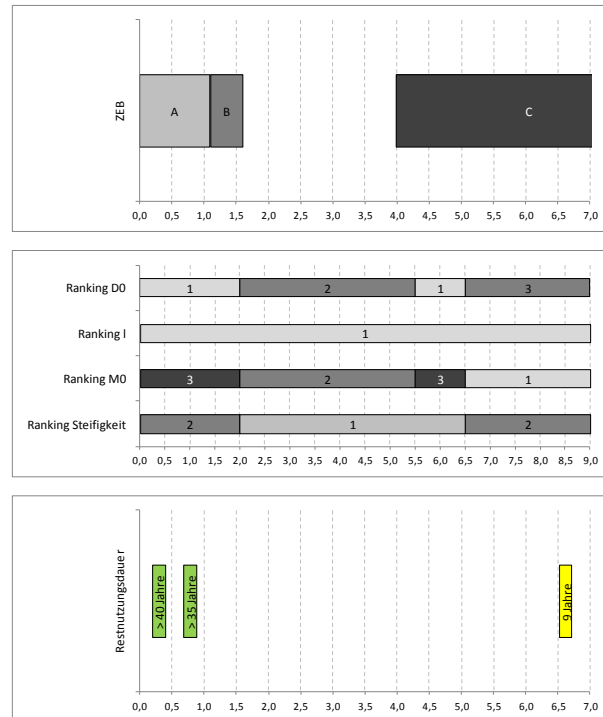 ZEB
A B C
0,0 0,5 1,0 1,5 2,0 2,5 3,0 3,5 4,0 4,5 5,0 5,5 6,0 6,5 7,0
Ranking D0 1 2 1 3
Ranking I 1
Ranking M0 3 2 3 1
Ranking Steifigkeit 2 1 2
0,0 0,5 1,0 1,5 2,0 2,5 3,0 3,5 4,0 4,5 5,0 5,5 6,0 6,5 7,0 7,5 8,0 8,5 9,0
Restnutzungsdauer
> 40 Jahre
> 35 Jahre
9 Jahre
0,0 0,5 1,0 1,5 2,0 2,5 3,0 3,5 4,0 4,5 5,0 5,5 6,0 6,5 7,0